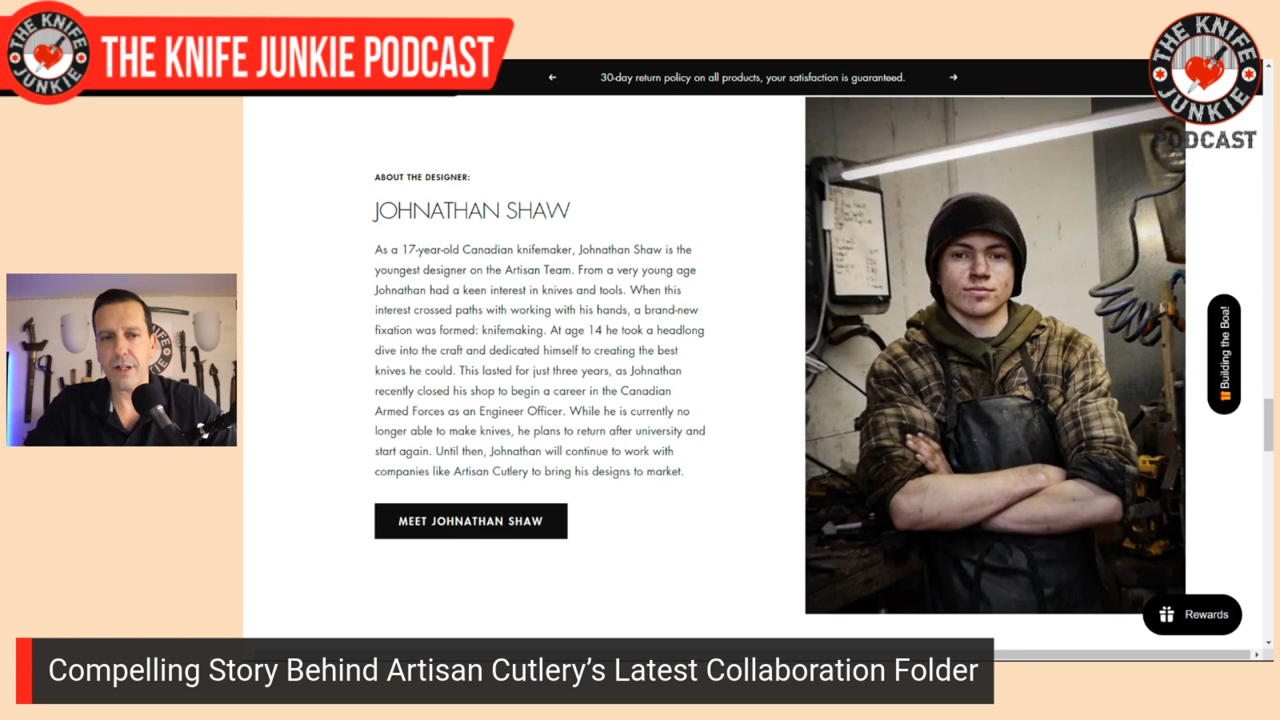 THE KNIFE JUNKIE
THE KNIFE JUNKIE PODCAST
THE KNIFE JUNKIE
PODCAST
30-day return policy on all products, your satisfaction is guaranteed.
ABOUT THE DESIGNER:
JOHNATHAN SHAW
As a 17-year-old Canadian knifemaker, Johnathan Shaw is the
youngest designer on the Artisan Team. From a very young age
Johnathan had a keen interest in knives and tools. When this
interest crossed paths with working with his hands, a brand-new
fixation was formed: knifemaking. At age 14 he took a headlong
dive into the craft and dedicated himself to creating the best
knives he could. This lasted for just three years, as Johnathan
recently closed his shop to begin a career in the Canadian
Armed Forces as an Engineer Officer. While he is currently no
longer able to make knives, he plans to return after university and
start again. Until then, Johnathan will continue to work with
companies like Artisan Cutlery to bring his designs to market.
MEET JOHNATHAN SHAW
Building the Boa!
Rewards
Compelling Story Behind Artisan Cutlery’s Latest Collaboration Folder